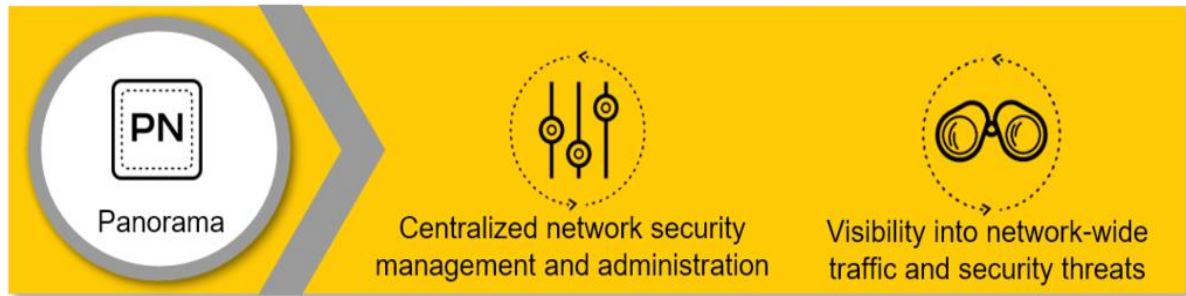 PN
Panorama
Centralized network security
management and administration
Visibility into network-wide
traffic and security threats